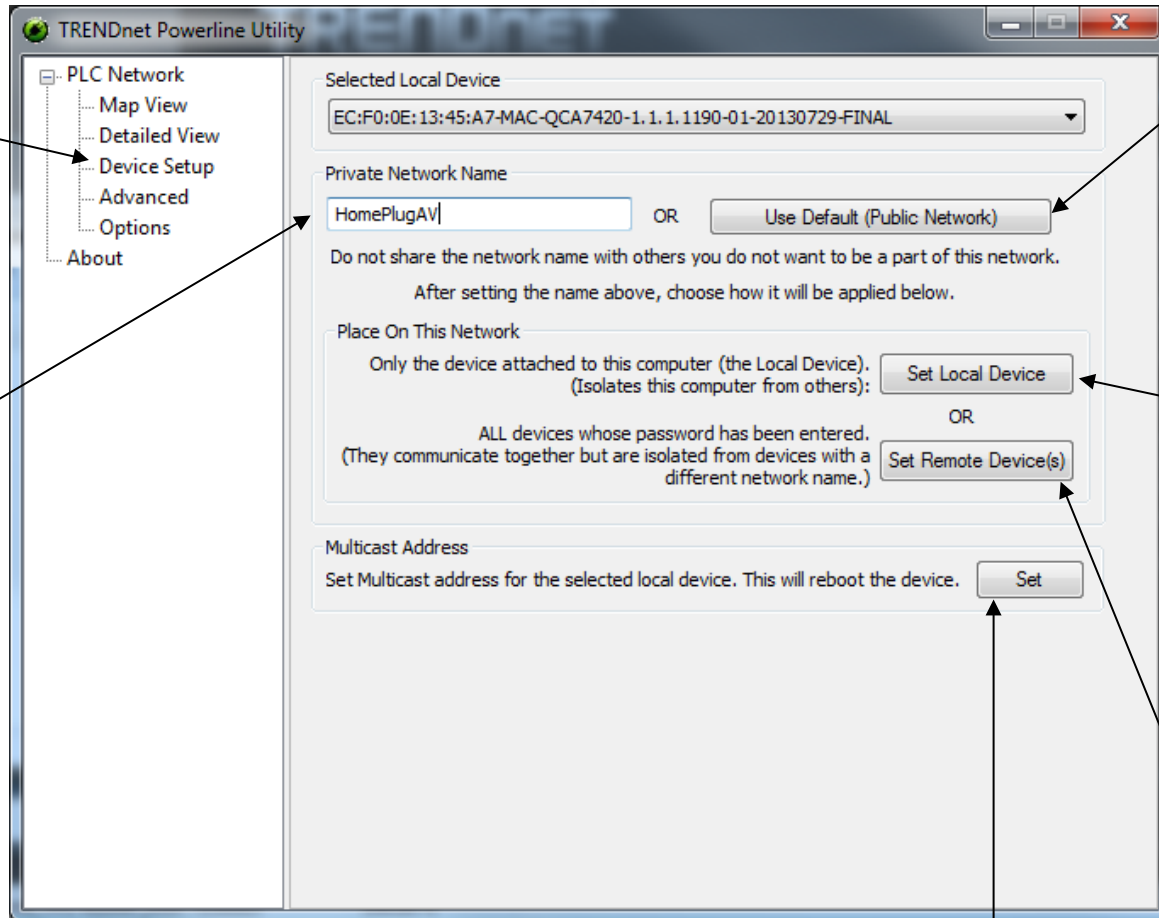 TRENDnet Powerline Utility
TRENDnet
PLC Network
Map View
Detailed View
Device Setup
Advanced
Options
About
Selected Local Device
EC:F0:0E:13:45:A7-MAC-QCA7420-1.1.1.1190-01-20130729-FINAL
Private Network Name
HomePlugAV OR Use Default (Public Network)
Do not share the network name with others you do not want to be a part of this network.
After setting the name above, choose how it will be applied below.
Place On This Network
Only the device attached to this computer (the Local Device).
(Isolates this computer from others):
Set Local Device
OR
ALL devices whose password has been entered.
(They communicate together but are isolated from devices with a
different network name.)
Set Remote Device(s)
Multicast Address
Set Multicast address for the selected local device. This will reboot the device. Set